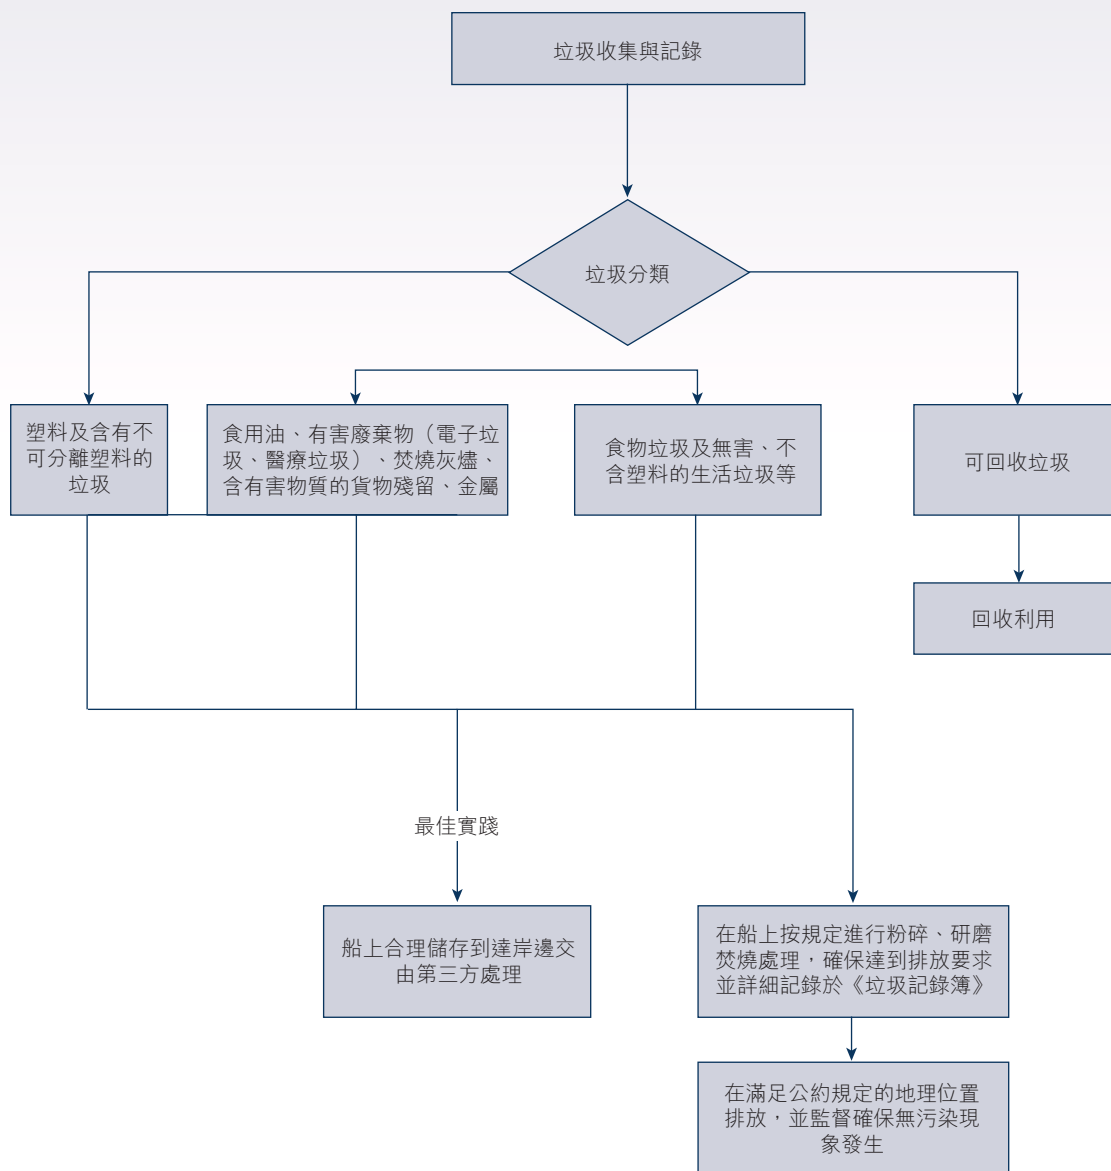 垃圾收集與記錄
垃圾分類
塑料及含有不
可分離塑料的
垃圾
食用油、有害廢棄物（電子垃
圾、醫療垃圾）、焚燒灰燼、
含有害物質的貨物殘留、金屬
食物垃圾及無害、不
含塑料的生活垃圾等
可回收垃圾
回收利用
最佳實踐
船上合理儲存到達岸邊交
由第三方處理
在船上按規定進行粉碎、研磨
焚燒處理，確保達到排放要求
並詳細記錄於《垃圾記錄簿》
在滿足公約規定的地理位置
排放，並監督確保無污染現
象發生